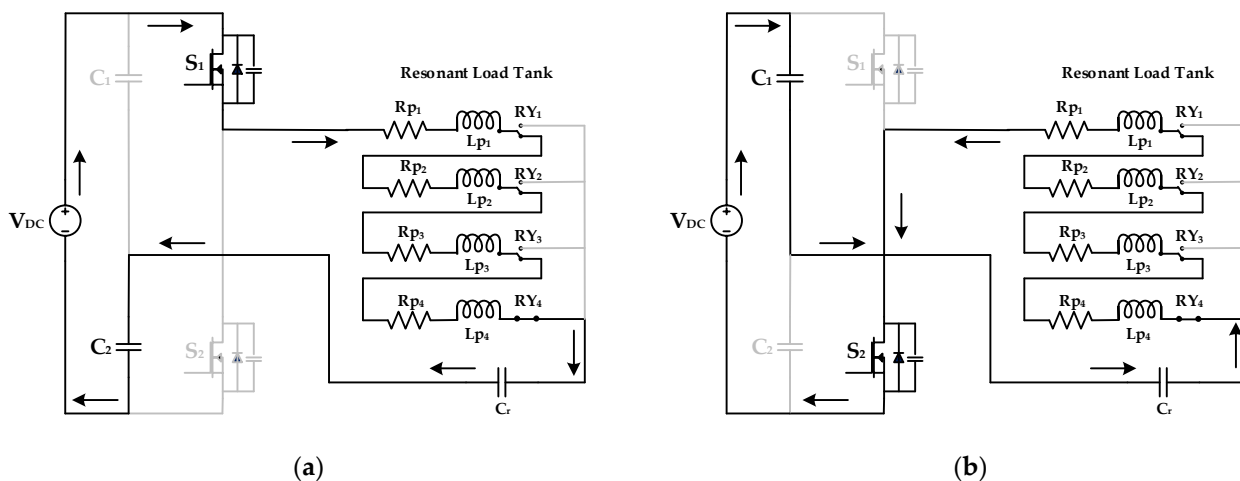 C₁
S₁
Resonant Load Tank
Rp₁
Lp₁
RY₁
Rp₂
Lp₂
RY₂
VDC
+
-
Rp₃
Lp₃
RY₃
Rp₄
Lp₄
RY₄
C₂
S₂
Cr
(a)
C₁
S₁
Resonant Load Tank
Rp₁
Lp₁
RY₁
Rp₂
Lp₂
RY₂
VDC
+
-
Rp₃
Lp₃
RY₃
Rp₄
Lp₄
RY₄
C₂
S₂
Cr
(b)